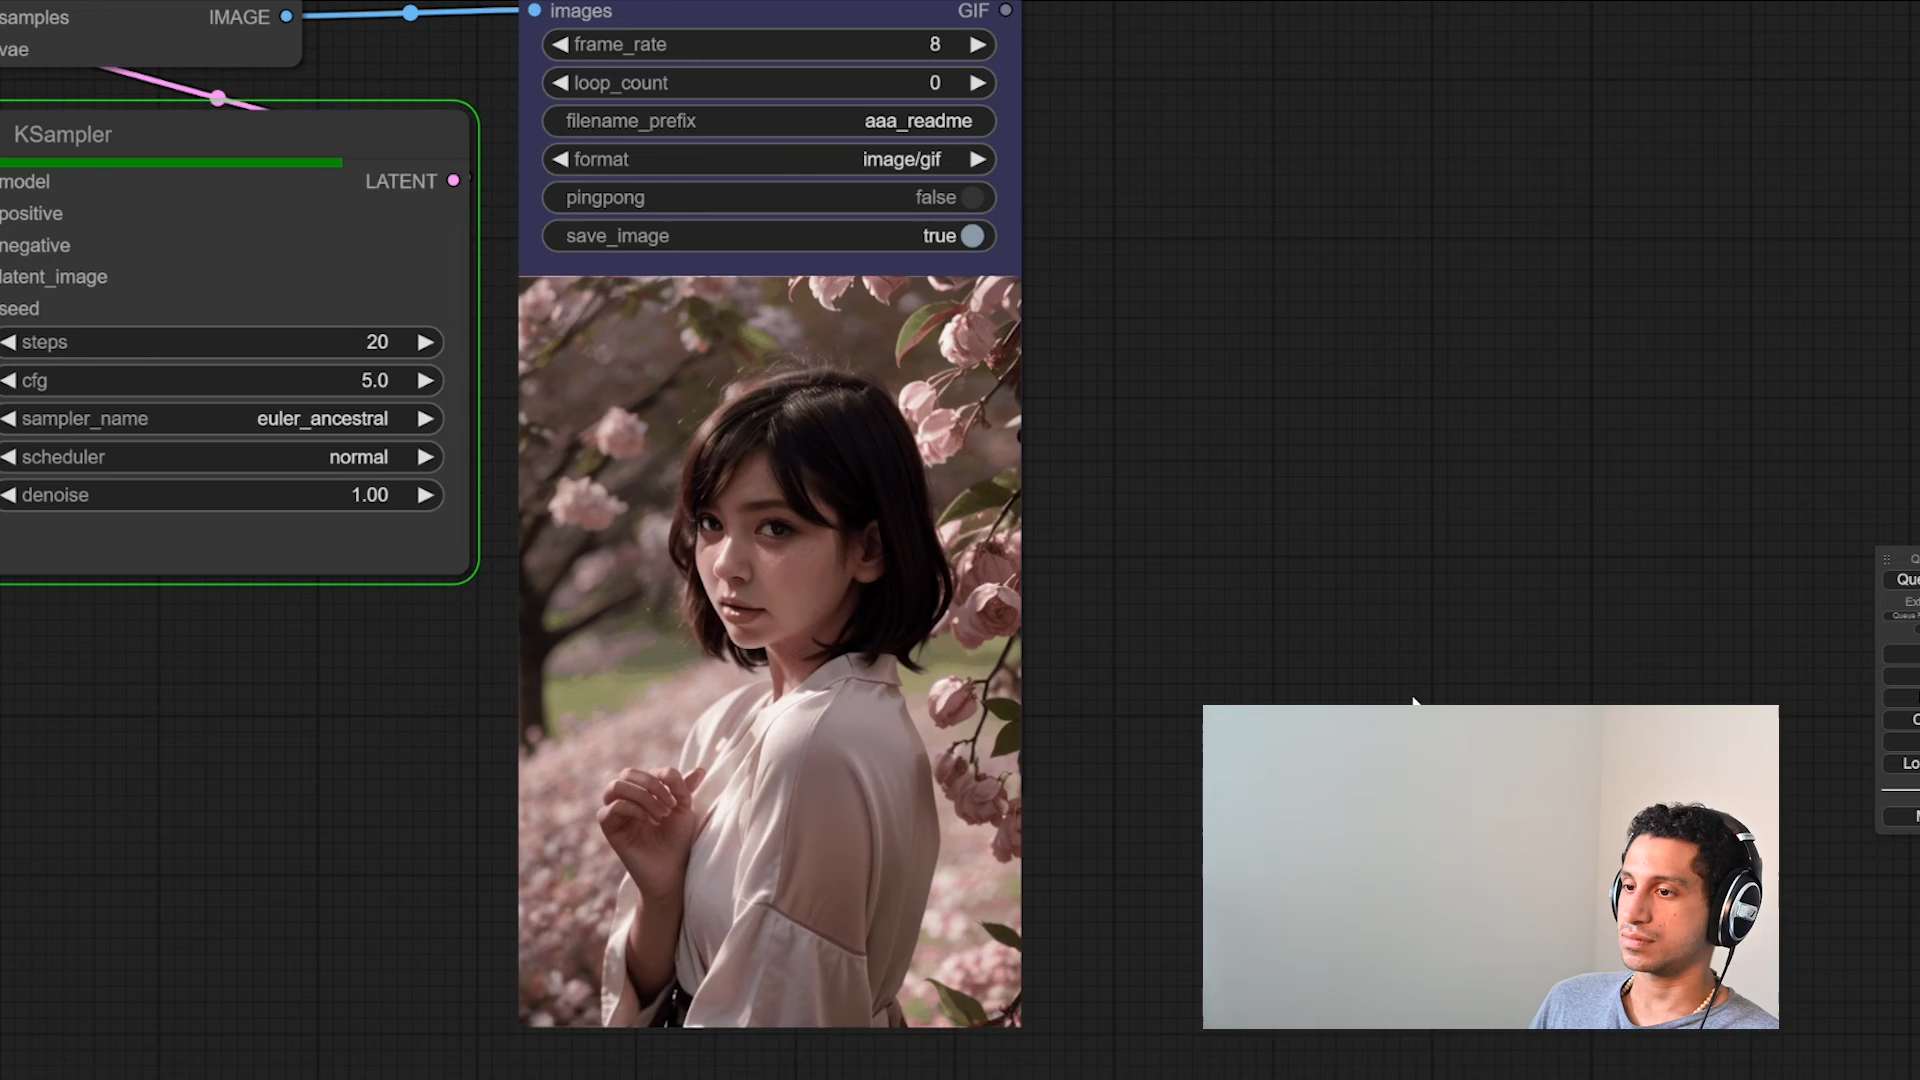 samples
IMAGE
vae
KSampler
model
LATENT
positive
negative
latent_image
seed
steps 20
cfg 5.0
sampler_name euler_ancestral
scheduler normal
denoise 1.00
images
GIF
frame_rate 8
loop_count 0
filename_prefix aaa_readme
format image/gif
pingpong false
save_image true
Q
Que
Ex
Queue F
C
Lo